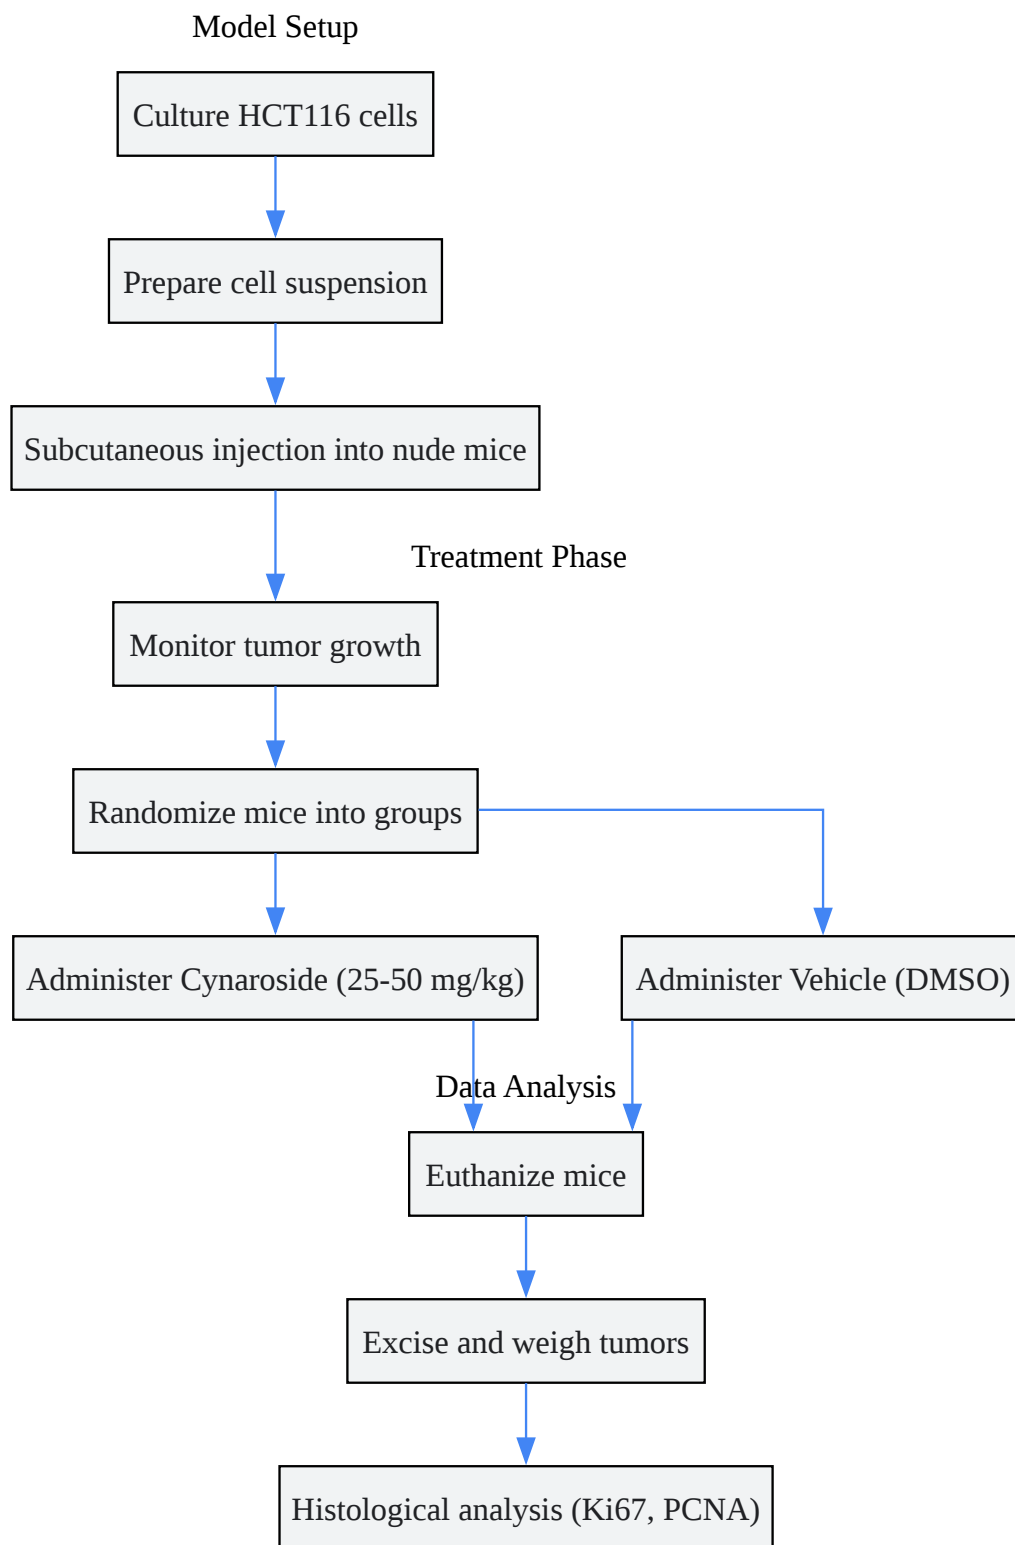 Model Setup
Culture HCT116 cells
Prepare cell suspension
Subcutaneous injection into nude mice
Treatment Phase
Monitor tumor growth
Randomize mice into groups
Administer Cynaroside (25-50 mg/kg)
Administer Vehicle (DMSO)
Data Analysis
Euthanize mice
Excise and weigh tumors
Histological analysis (Ki67, PCNA)